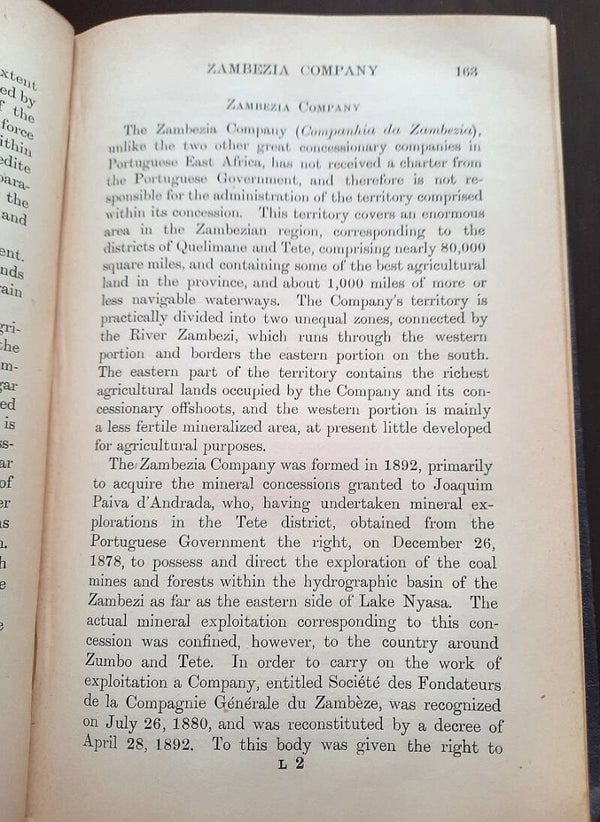 ZAMBEZIA COMPANY 163
ZAMBEZIA COMPANY
The Zambezia Company (Companhia da Zambezia),
unlike the two other great concessionary companies in
Portuguese East Africa, has not received a charter from
the Portuguese Government, and therefore is not re-
sponsible for the administration of the territory comprised
within its concession. This territory covers an enormous
area in the Zambezian region, corresponding to the
districts of Quelimane and Tete, comprising nearly 80,000
square miles, and containing some of the best agricultural
land in the province, and about 1,000 miles of more or
less navigable waterways. The Company's territory is
practically divided into two unequal zones, connected by
the River Zambezi, which runs through the western
portion and borders the eastern portion on the south.
The eastern part of the territory contains the richest
agricultural lands occupied by the Company and its con-
cessionary offshoots, and the western portion is mainly
a less fertile mineralized area, at present little developed
for agricultural purposes.
The Zambezia Company was formed in 1892, primarily
to acquire the mineral concessions granted to Joaquim
Paiva d'Andrada, who, having undertaken mineral ex-
plorations in the Tete district, obtained from the
Portuguese Government the right, on December 26,
1878, to possess and direct the exploration of the coal
mines and forests within the hydrographic basin of the
Zambezi as far as the eastern side of Lake Nyasa. The
actual mineral exploitation corresponding to this con-
cession was confined, however, to the country around
Zumbo and Tete. In order to carry on the work of
exploitation a Company, entitled Société des Fondateurs
de la Compagnie Générale du Zambèze, was recognized
on July 26, 1880, and was reconstituted by a decree of
April 28, 1892. To this body was given the right to
L 2